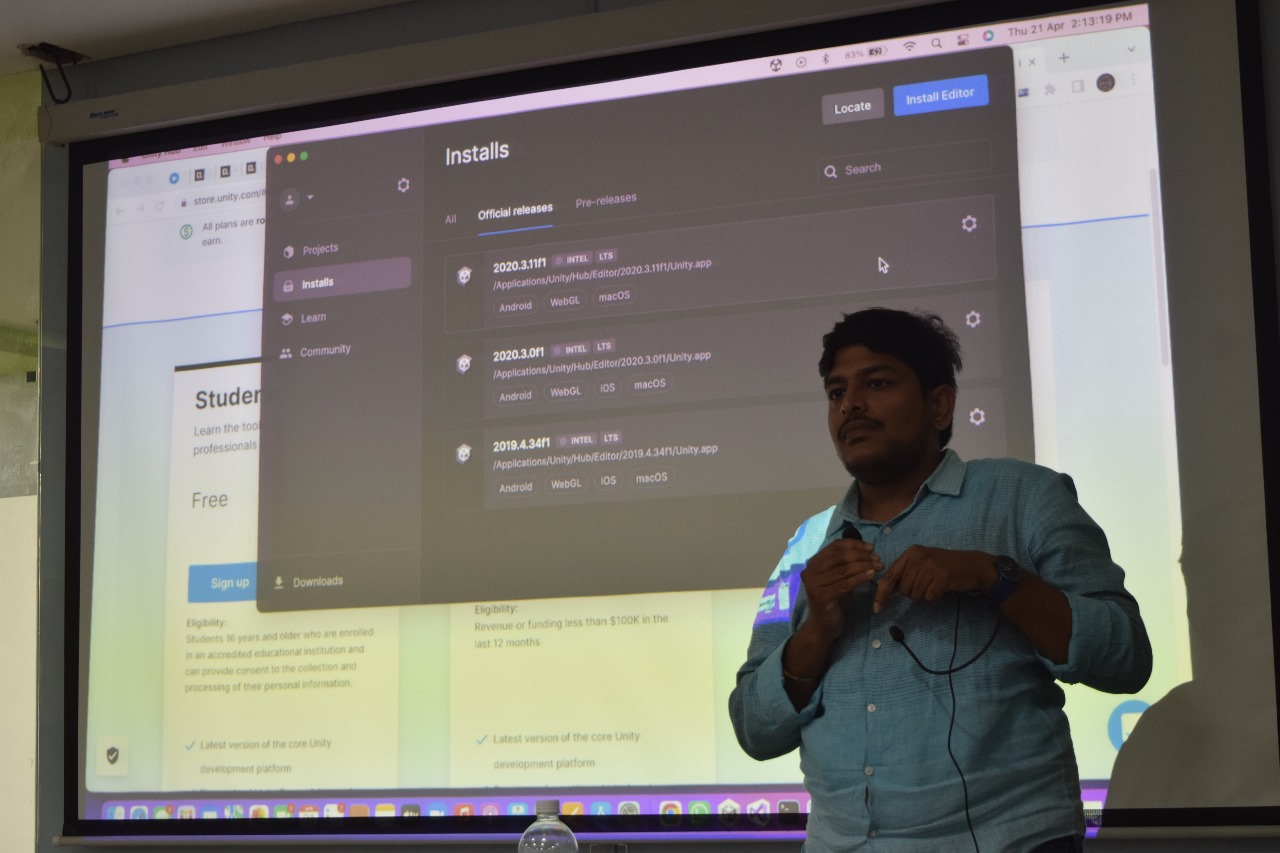 Thu 21 Apr 2:13:19 PM
83%
Window
Help
store.unity.com/
All plans are
earn.
Locate
Install Editor
Installs
Search
All
Official releases
Pre-releases
Projects
Installs
Learn
Community
Downloads
2020.3.11f1 INTEL LTS
/Applications/Unity/Hub/Editor/2020.3.11f1/Unity.app
Android WebGL macOS
2020.3.0f1 INTEL LTS
/Applications/Unity/Hub/Editor/2020.3.0f1/Unity.app
Android WebGL iOS macOS
2019.4.34f1 INTEL LTS
/Applications/Unity/Hub/Editor/2019.4.34f1/Unity.app
Android WebGL iOS macOS
Learn the
professionals
Free
Sign up
Eligibility:
Students 16 years and older who are enrolled
in an accredited educational institution and
can provide consent to the collection and
processing of their personal information.
Latest version of the core Unity
development platform
Eligibility:
Revenue or funding less than $100K in the
last 12 months
Latest version of the core Unity
development platform